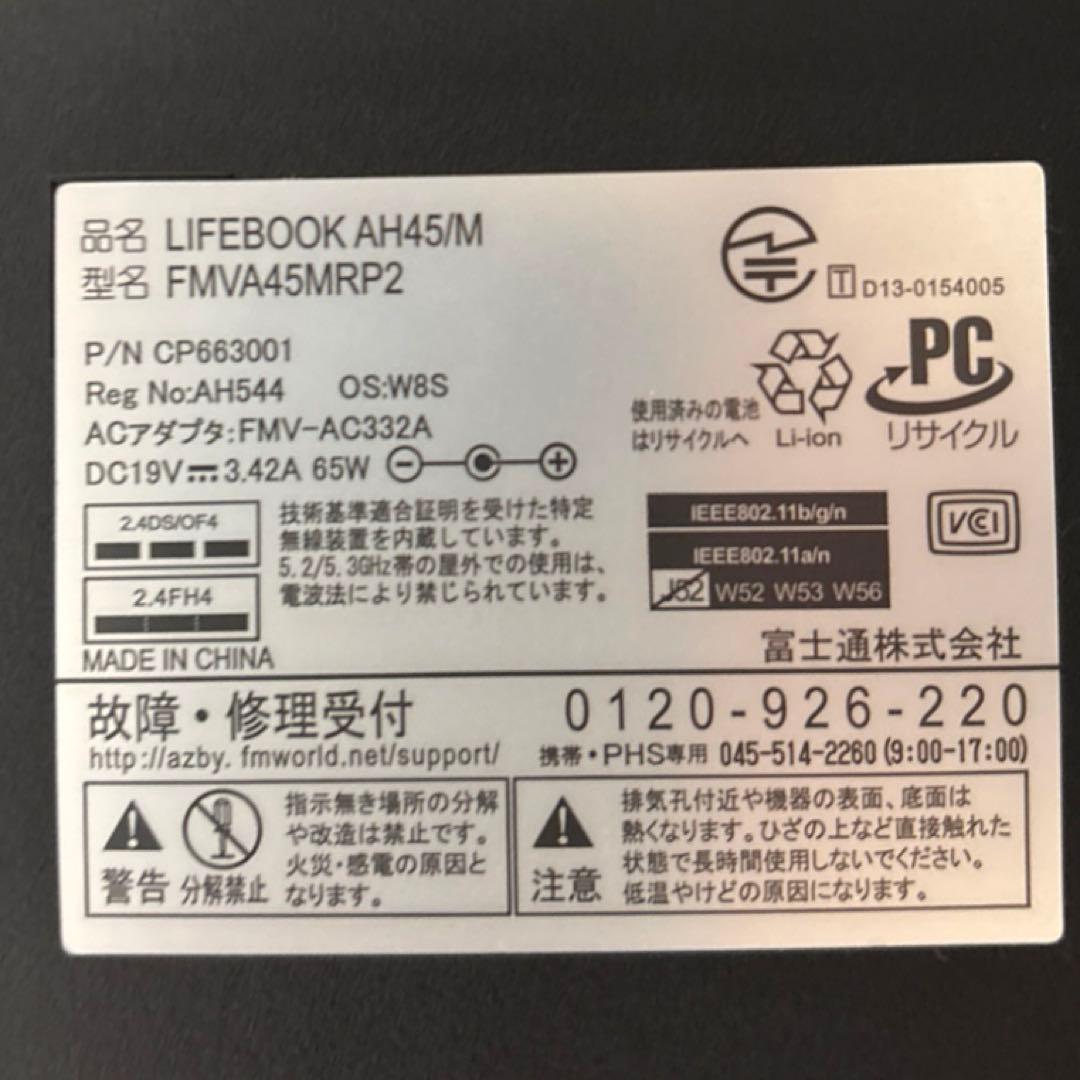 品名 LIFEBOOK AH45/M
型名 FMVA45MRP2
T D13-0154005
P/N CP663001
Reg No:AH544 OS:W8S
ACアダプタ:FMV-AC332A
DC19V 3.42A 65W
使用済みの電池
はリサイクルへ
Li-ion
PC
リサイクル
2.4DS/OF4
2.4FH4
技術基準適合証明を受けた特定
無線装置を内蔵しています。
5.2/5.3GHz帯の屋外での使用は、
電波法により禁じられています。
IEEE802.11b/g/n
IEEE802.11a/n
J52 W52 W53 W56
VCCI
MADE IN CHINA
富士通株式会社
故障・修理受付 0120-926-220
http://azby.fmworld.net/support/ 携帯・PHS専用 045-514-2260(9:00-17:00)
警告
分解禁止
指示無き場所の分解
や改造は禁止です。
火災・感電の原因と
なります。
注意
排気孔付近や機器の表面、底面は
熱くなります。ひざの上など直接触れた
状態で長時間使用しないでください。
低温やけどの原因になります。